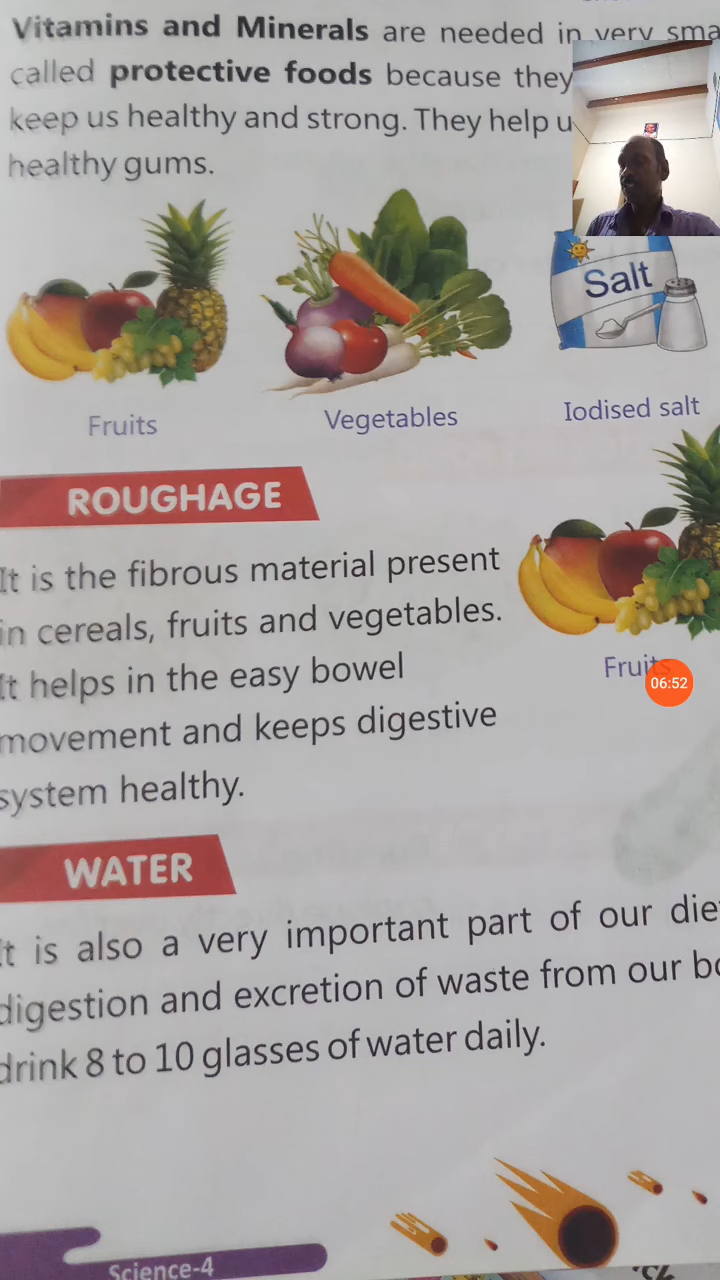 Vitamins and Minerals are needed in very sma
called protective foods because they
keep us healthy and strong. They help u
healthy gums.
Salt
Fruits
Vegetables
Iodised salt
ROUGHAGE
It is the fibrous material present
in cereals, fruits and vegetables.
It helps in the easy bowel
movement and keeps digestive
system healthy.
Fruits
06:52
WATER
It is also a very important part of our die
digestion and excretion of waste from our bo
drink 8 to 10 glasses of water daily.
Science-4